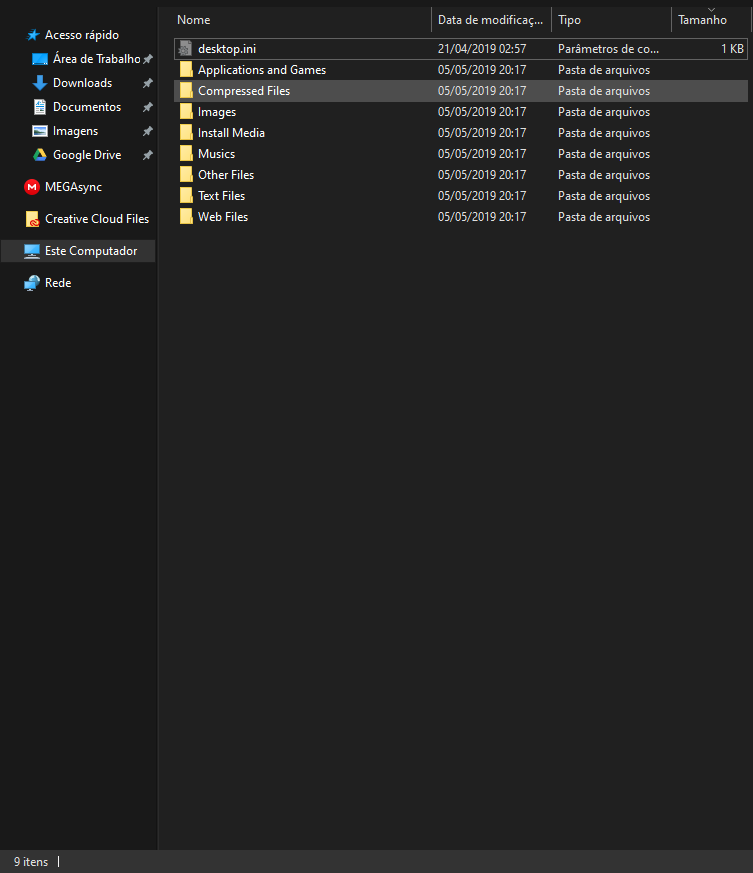 Nome Data de modificaç... Tipo Tamanho
Acesso rápido
Área de Trabalho
Downloads
Documentos
Imagens
Google Drive
MEGAsync
Creative Cloud Files
Este Computador
Rede
desktop.ini 21/04/2019 02:57 Parâmetros de co... 1 KB
Applications and Games 05/05/2019 20:17 Pasta de arquivos
Compressed Files 05/05/2019 20:17 Pasta de arquivos
Images 05/05/2019 20:17 Pasta de arquivos
Install Media 05/05/2019 20:17 Pasta de arquivos
Musics 05/05/2019 20:17 Pasta de arquivos
Other Files 05/05/2019 20:17 Pasta de arquivos
Text Files 05/05/2019 20:17 Pasta de arquivos
Web Files 05/05/2019 20:17 Pasta de arquivos
9 itens